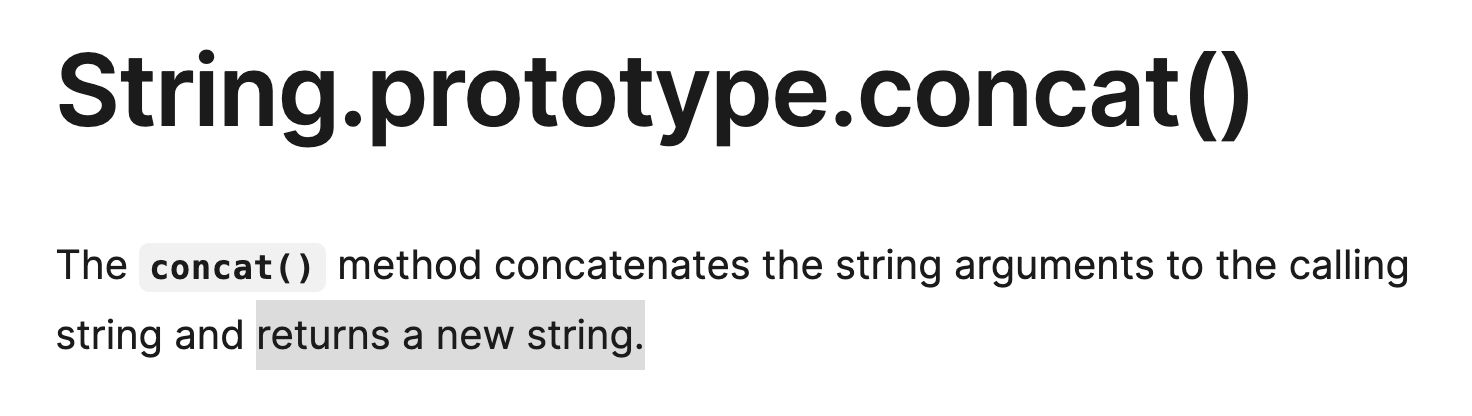 String.prototype.concat()
The concat() method concatenates the string arguments to the calling
string and returns a new string.